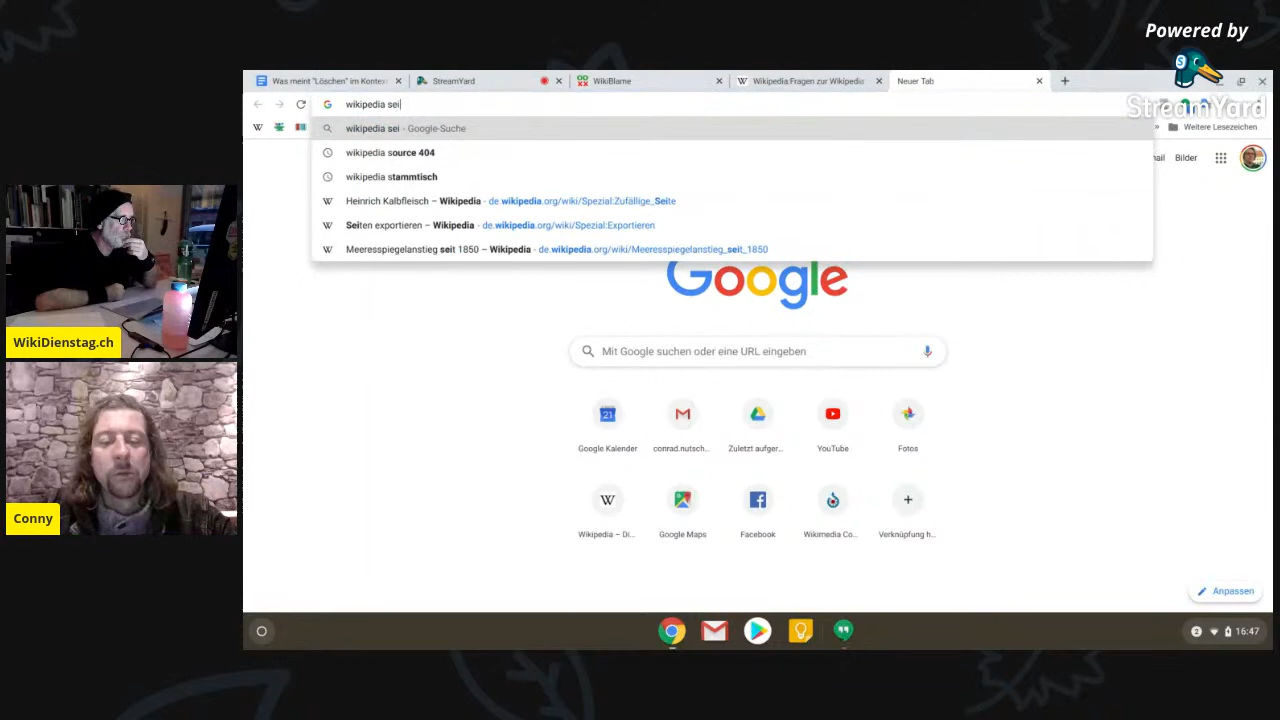 Powered by
StreamYard
Was meint "Löschen" im Kontex
StreamYard
WikiBlame
Wikipedia:Fragen zur Wikipedia
Neuer Tab
wikipedia sei
Weitere Lesezeichen
wikipedia sei - Google-Suche
wikipedia source 404
wikipedia stammtisch
Heinrich Kalbfleisch – Wikipedia - de.wikipedia.org/wiki/Spezial:Zufällige_Seite
Seiten exportieren – Wikipedia - de.wikipedia.org/wiki/Spezial:Exportieren
Meeresspiegelanstieg seit 1850 – Wikipedia - de.wikipedia.org/wiki/Meeresspiegelanstieg_seit_1850
Bilder
Google
Mit Google suchen oder eine URL eingeben
21
Google Kalender
conrad.nutsch...
Zuletzt aufger...
YouTube
Fotos
Wikipedia – Di...
Google Maps
Facebook
Wikimedia Co...
Verknüpfung h...
Anpassen
2
16:47
WikiDienstag.ch
Conny